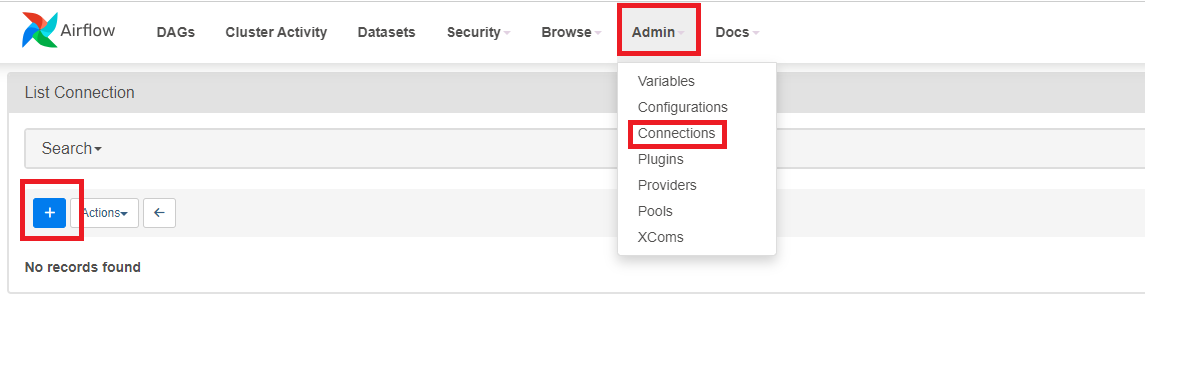 Airflow DAGs Cluster Activity Datasets Security Browse Admin Docs
List Connection
Search
+ Actions ←
No records found
Variables
Configurations
Connections
Plugins
Providers
Pools
XComs